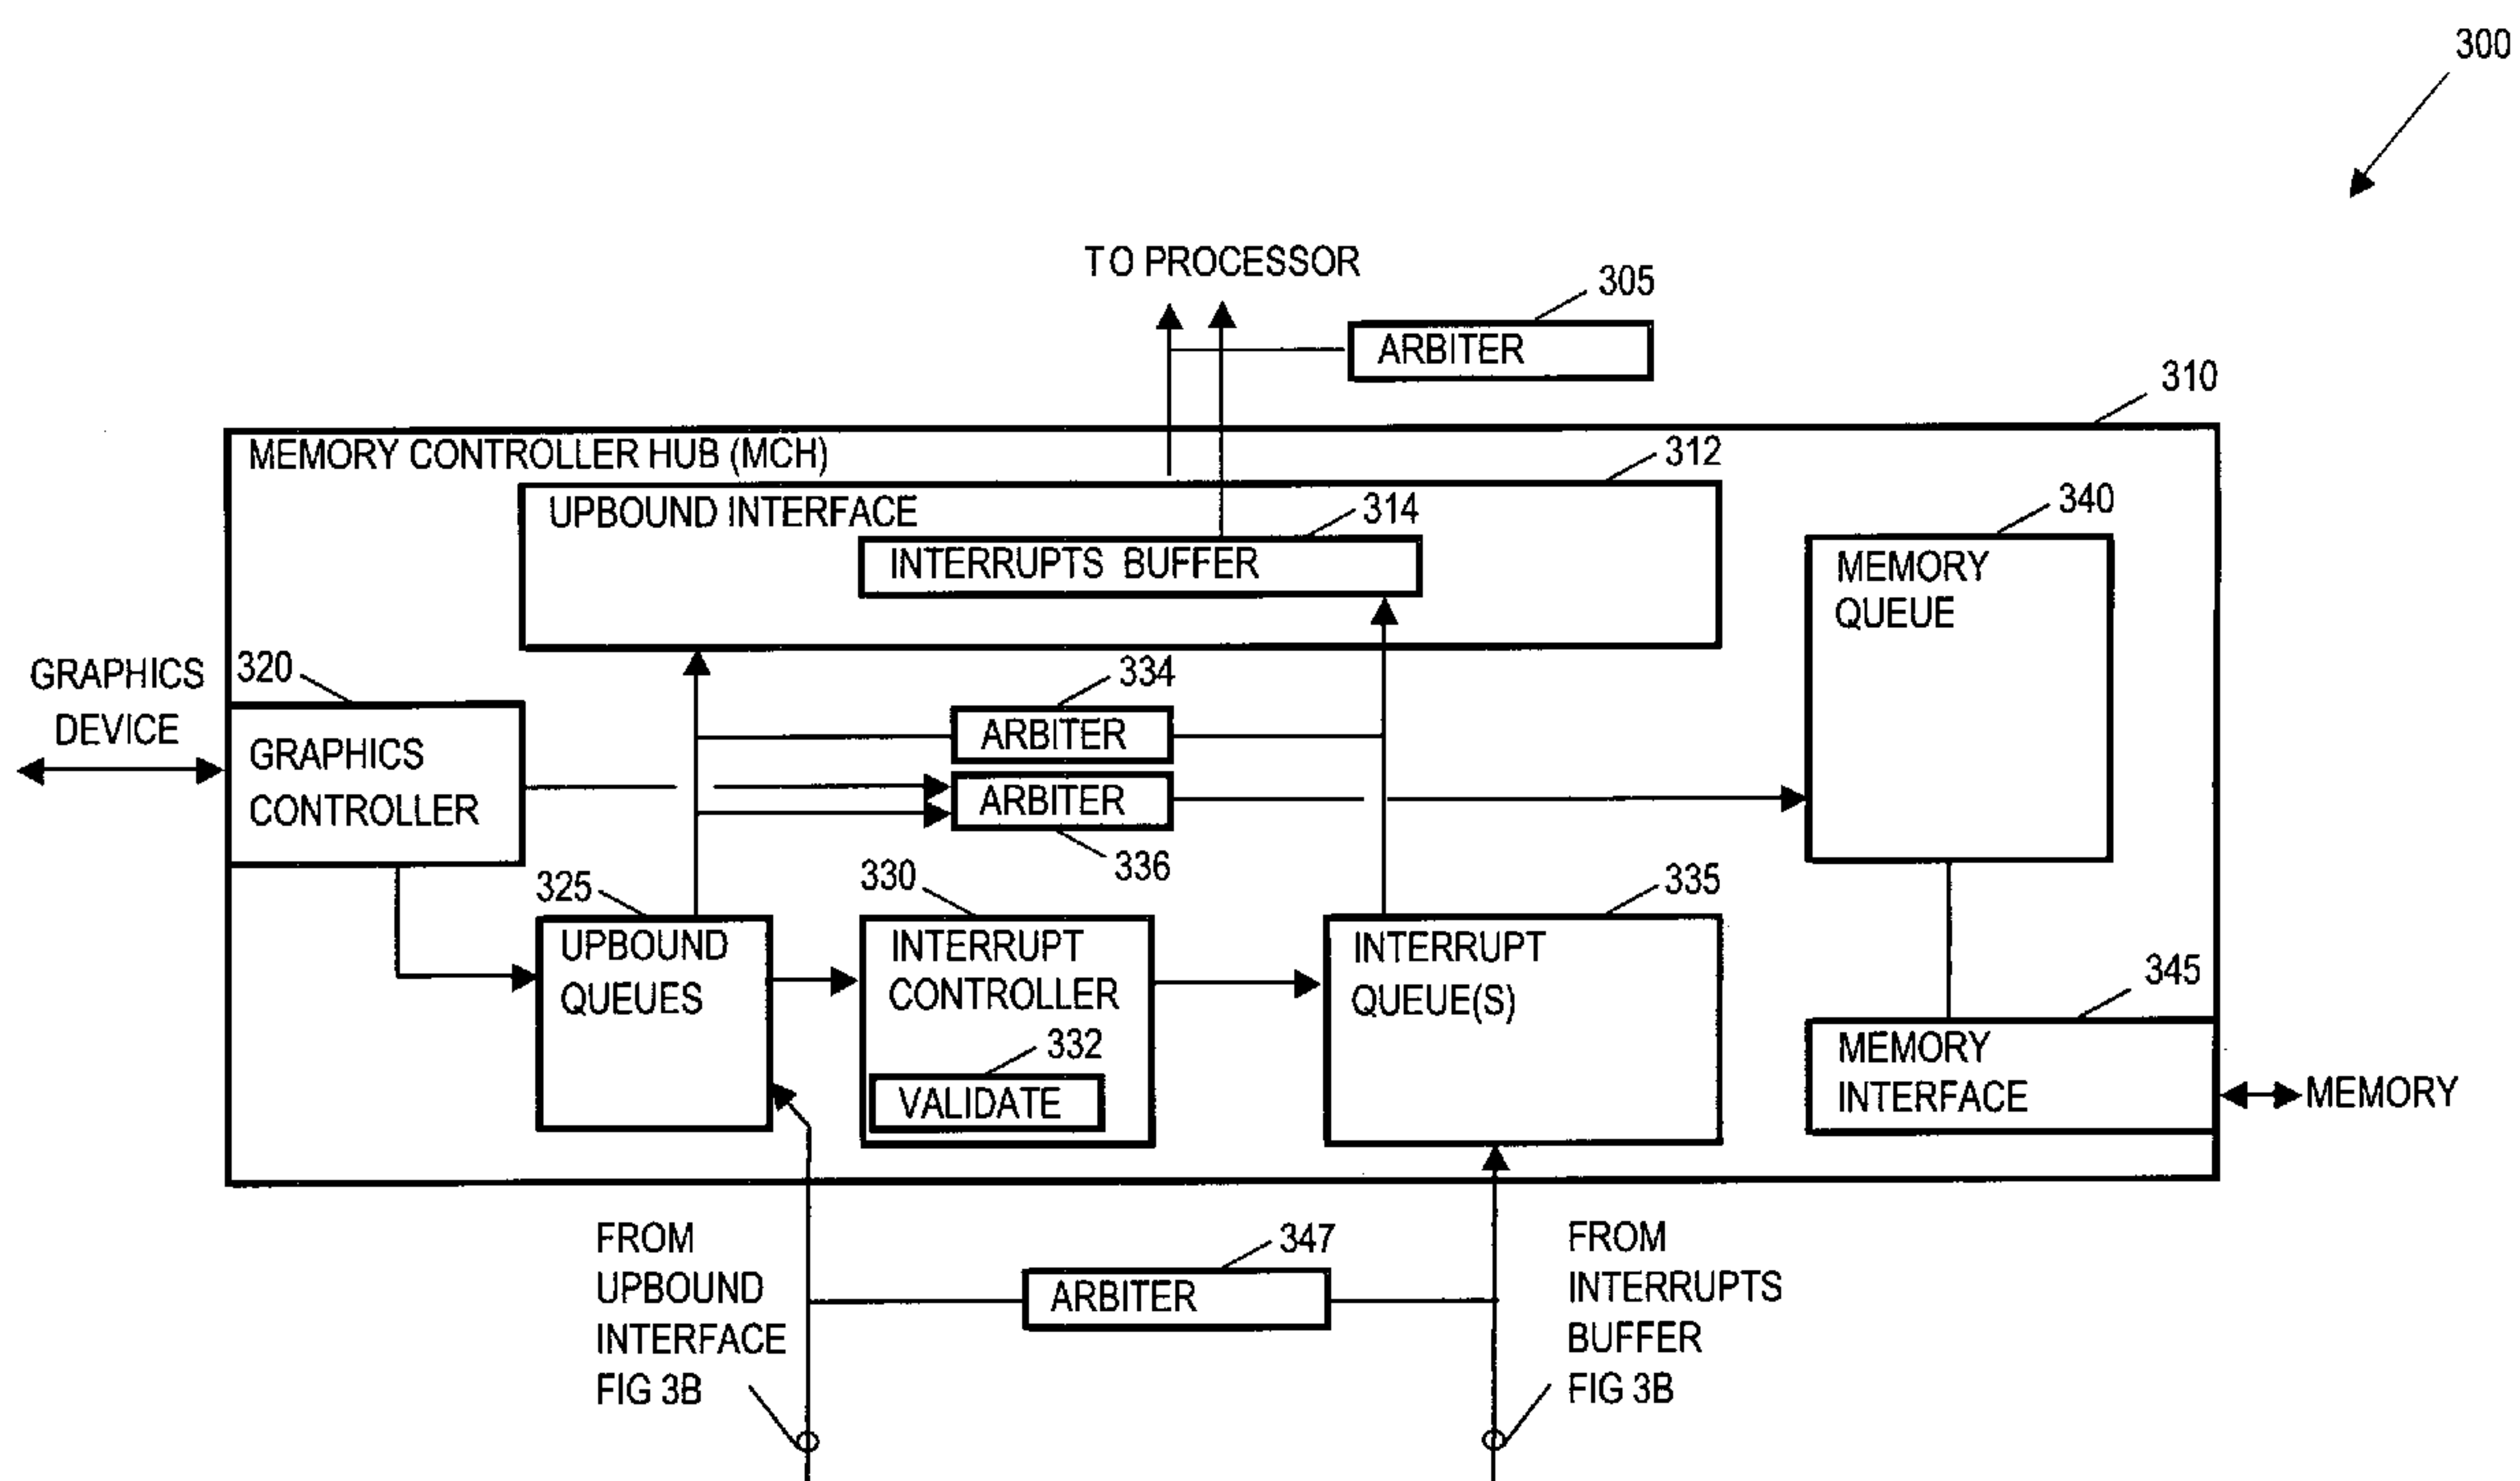 300
TO PROCESSOR
305
ARBITER
310
MEMORY CONTROLLER HUB (MCH)
312
UPBOUND INTERFACE
314
INTERRUPTS BUFFER
340
MEMORY
QUEUE
GRAPHICS
DEVICE
320
GRAPHICS
CONTROLLER
334
ARBITER
ARBITER
336
325
UPBOUND
QUEUES
330
INTERRUPT
CONTROLLER
332
VALIDATE
335
INTERRUPT
QUEUE(S)
345
MEMORY
INTERFACE
MEMORY
FROM
UPBOUND
INTERFACE
FIG 3B
347
ARBITER
FROM
INTERRUPTS
BUFFER
FIG 3B